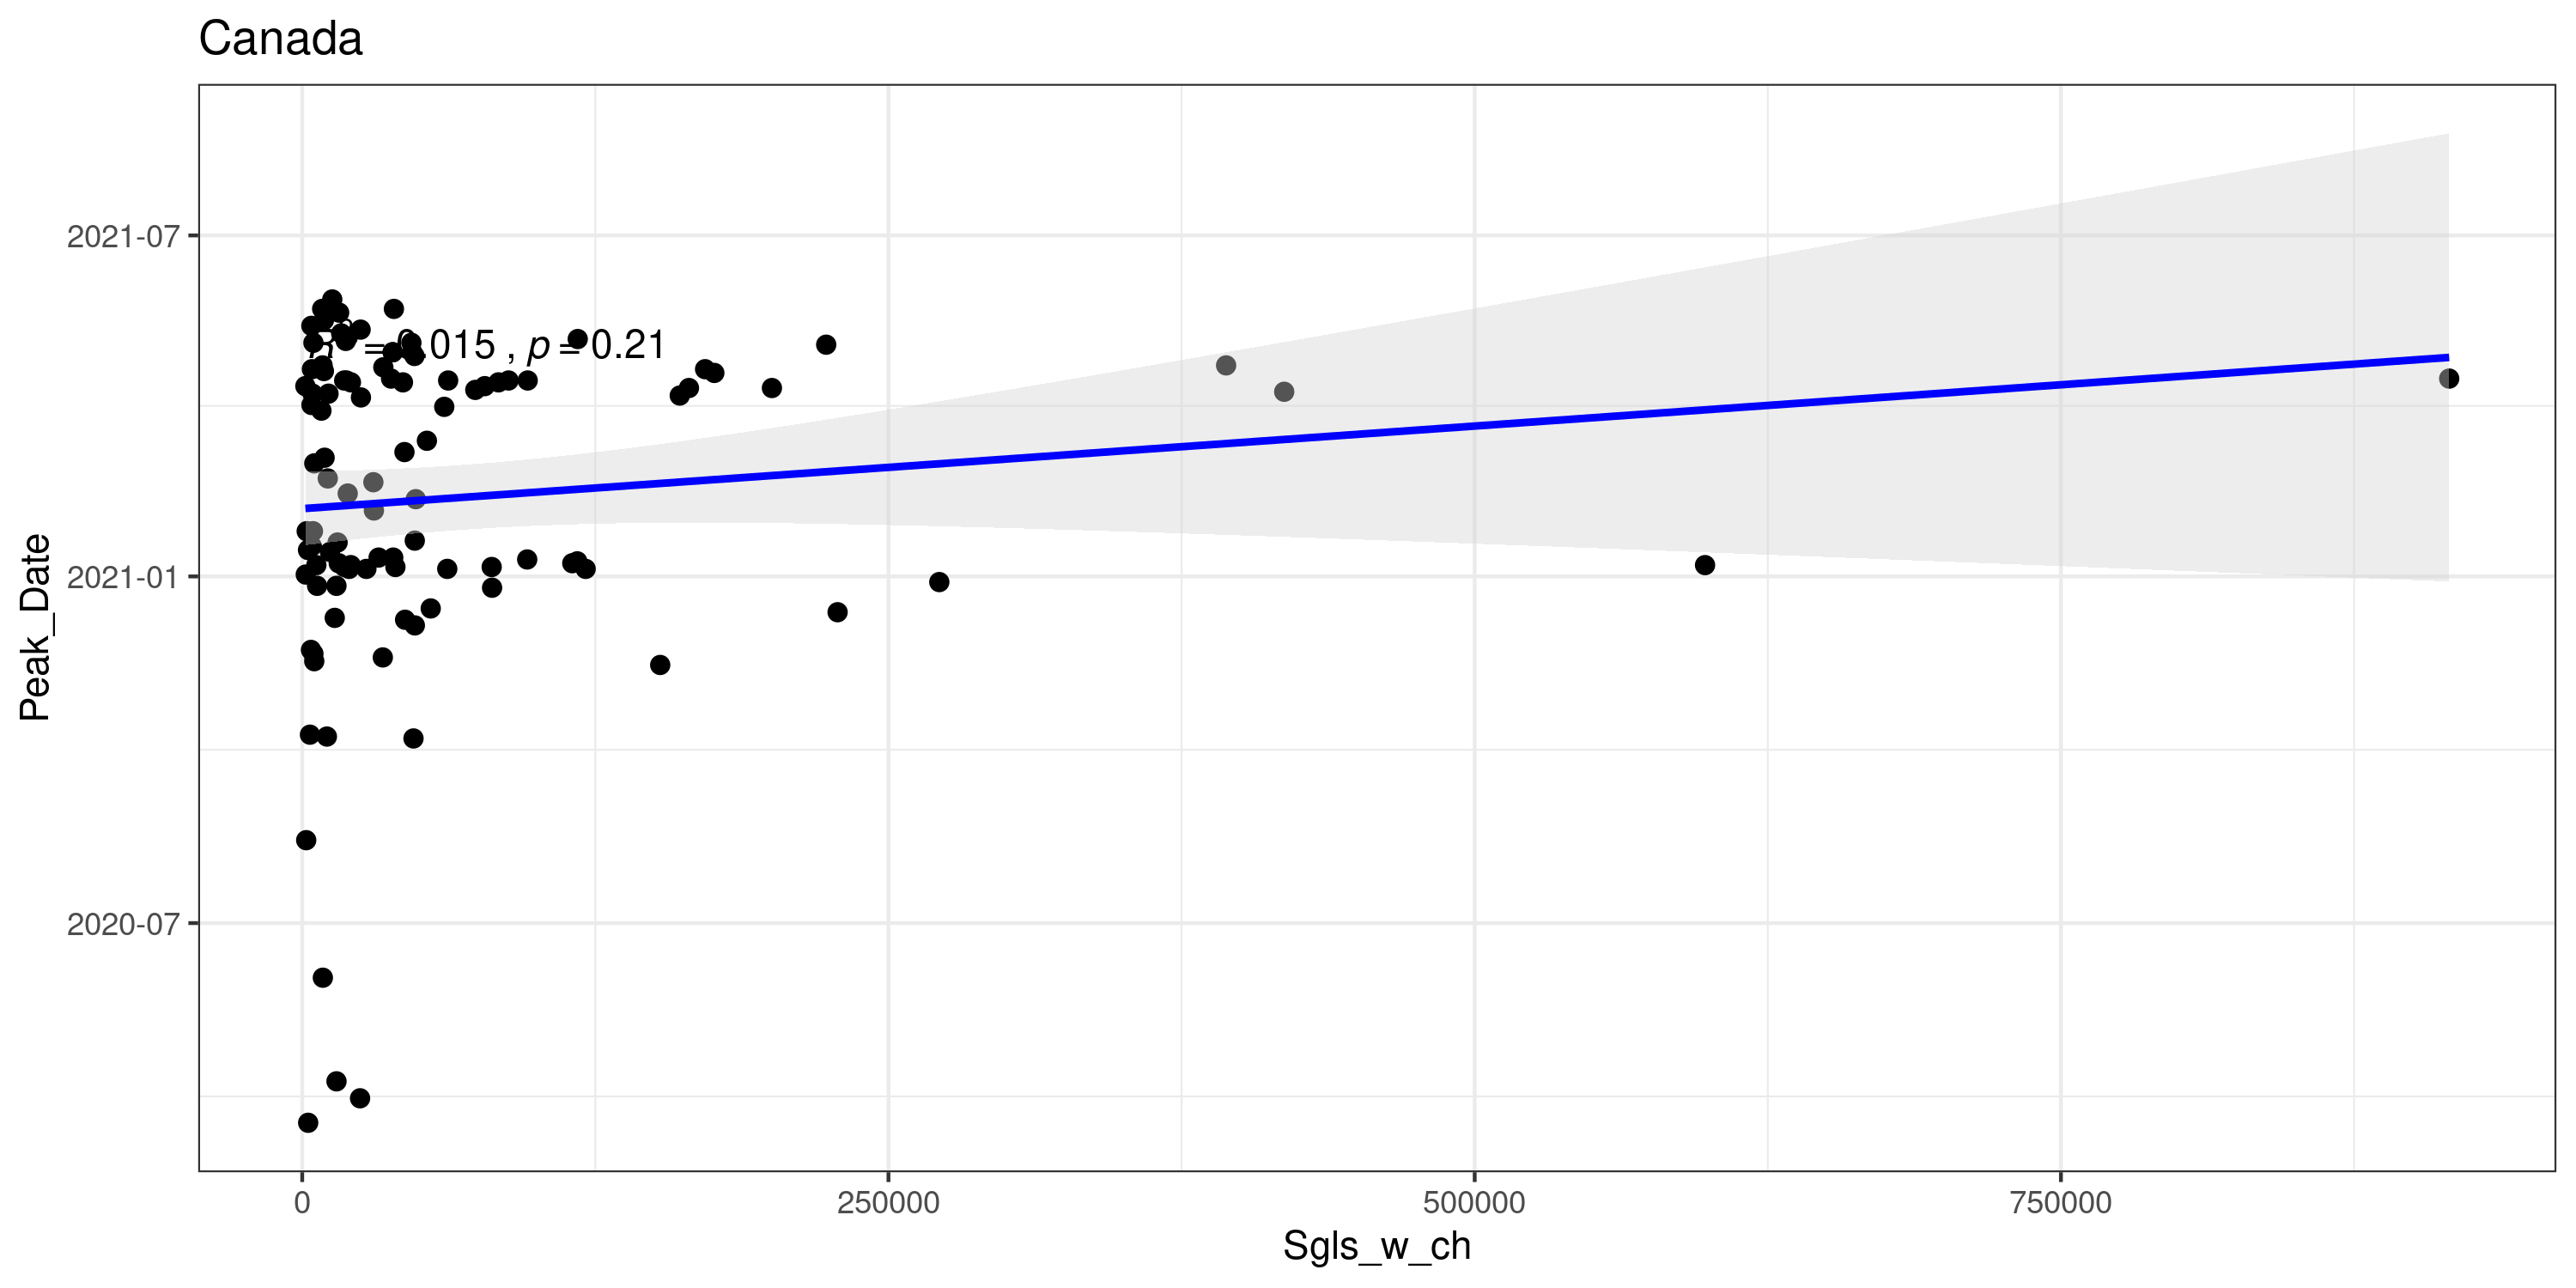 Canada
2021-07
R² = 0.015 , p = 0.21
2021-01
Peak_Date
2020-07
0 250000 500000 750000
Sgls_w_ch